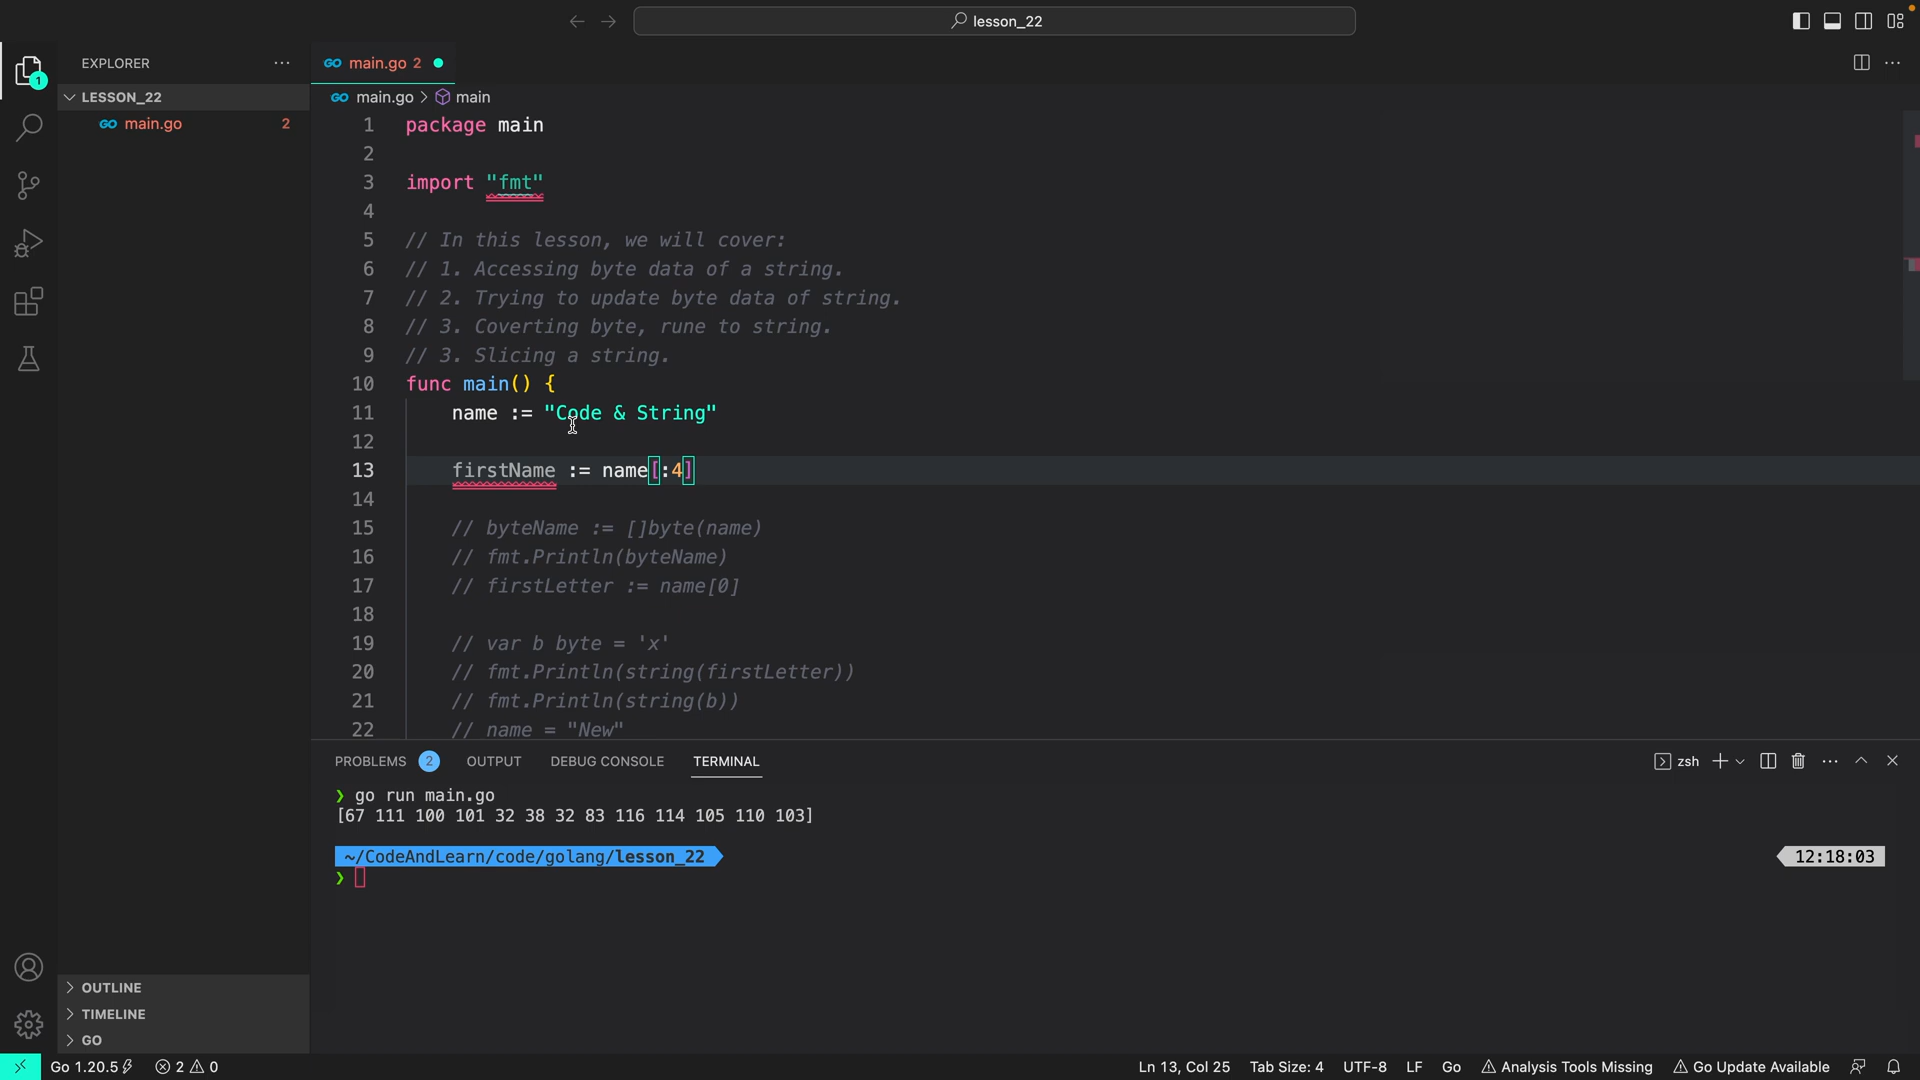 lesson_22
EXPLORER
LESSON_22
GO main.go 2
1
GO main.go 2
GO main.go > main
1 package main
2
3 import "fmt"
4
5 // In this lesson, we will cover:
6 // 1. Accessing byte data of a string.
7 // 2. Trying to update byte data of string.
8 // 3. Coverting byte, rune to string.
9 // 3. Slicing a string.
10 func main() {
11 name := "Code & String"
12
13 firstName := name[:4]
14
15 // byteName := []byte(name)
16 // fmt.Println(byteName)
17 // firstLetter := name[0]
18
19 // var b byte = 'x'
20 // fmt.Println(string(firstLetter))
21 // fmt.Println(string(b))
22 // name = "New"
PROBLEMS 2 OUTPUT DEBUG CONSOLE TERMINAL
zsh
❯ go run main.go
[67 111 100 101 32 38 32 83 116 114 105 110 103]
~/CodeAndLearn/code/golang/lesson_22
12:18:03
❯
OUTLINE
TIMELINE
GO
Go 1.20.5 2 0
Ln 13, Col 25 Tab Size: 4 UTF-8 LF Go Analysis Tools Missing Go Update Available